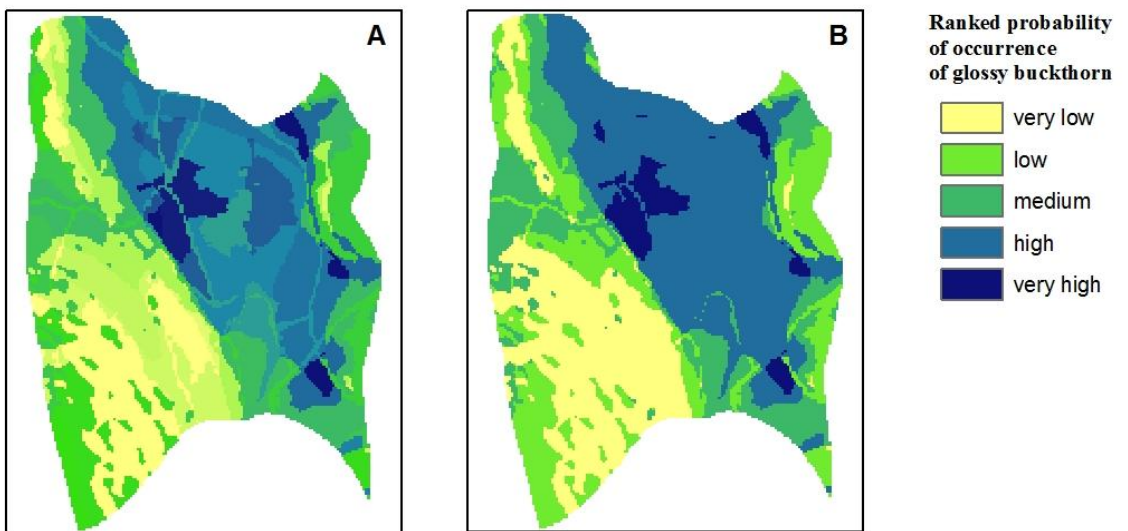 A
B
Ranked probability
of occurrence
of glossy buckthorn
very low
low
medium
high
very high